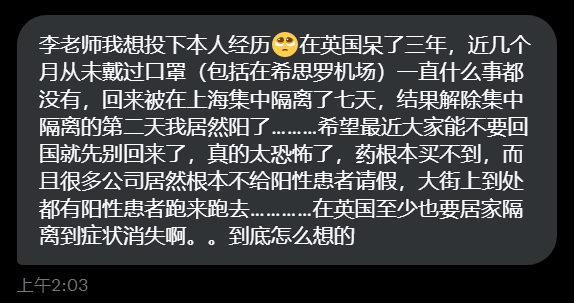 李老师我想投下本人经历🥺在英国呆了三年，近几个
月从未戴过口罩（包括在希思罗机场）一直什么事都
没有，回来被在上海集中隔离了七天，结果解除集中
隔离的第二天我居然阳了………希望最近大家能不要回
国就先别回来了，真的太恐怖了，药根本买不到，而
且很多公司居然根本不给阳性患者请假，大街上到处
都有阳性患者跑来跑去…………在英国至少也要居家隔
离到症状消失啊。。到底怎么想的
上午2:03